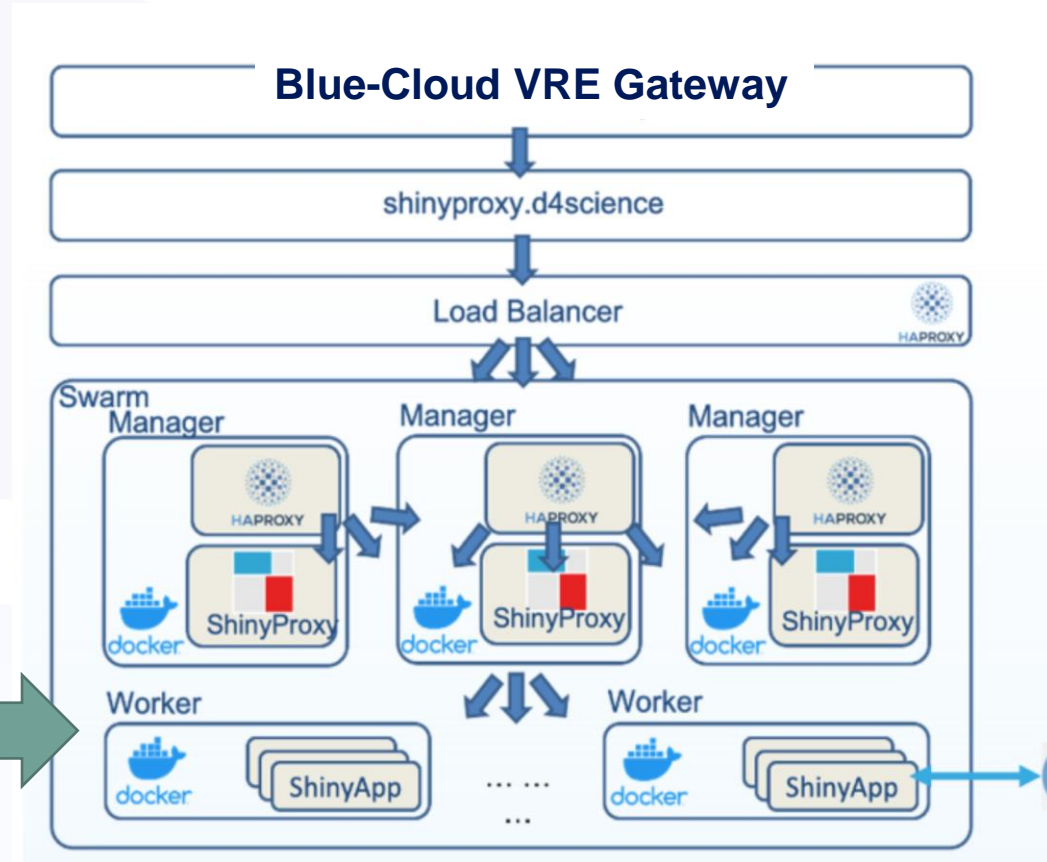 Blue-Cloud VRE Gateway
shinyproxy.d4science
Load Balancer
HAPROXY
Swarm
Manager
Manager
Manager
HAPROXY
HAPROXY
HAPROXY
ShinyProxy
ShinyProxy
ShinyProxy
docker
docker
docker
Worker
Worker
docker
ShinyApp
... ...
...
docker
ShinyApp